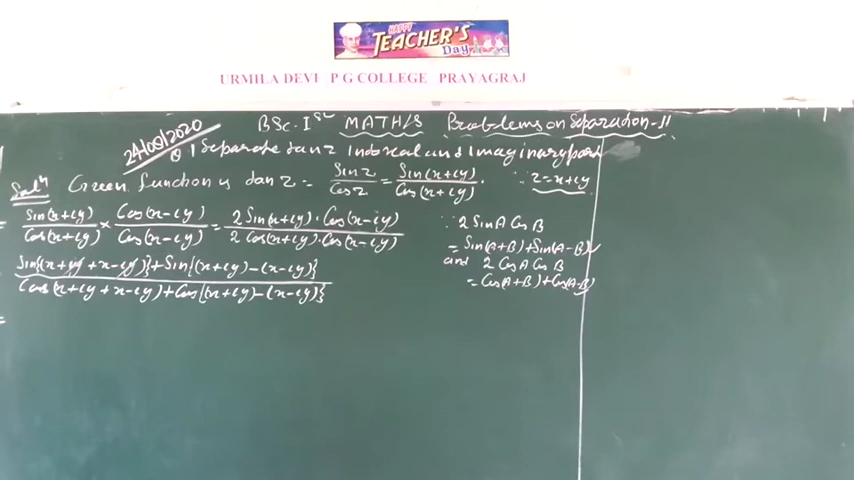 HAPPY
TEACHER'S
Day
URMILA DEVI P G COLLEGE PRAYAGRAJ
BSc-I MATHS Problems on Separation-II
24/09/2020
Q 1 Separate tan z into real and Imaginary part
Solⁿ Given function is tan z = Sin z / Cos z = Sin(x+iy) / Cos(x+iy) . ∵ z = x+iy
= Sin(x+iy) / Cos(x+iy) × Cos(x-iy) / Cos(x-iy) = 2 Sin(x+iy) · Cos(x-iy) / 2 Cos(x+iy) · Cos(x-iy)
Sin{(x+iy + x-iy)} + Sin{(x+iy) - (x-iy)} / Cos(x+iy + x-iy) + Cos{(x+iy) - (x-iy)}
=
∵ 2 Sin A Cos B
= Sin(A+B) + Sin(A-B)
and 2 Cos A Cos B
= Cos(A+B) + Cos(A-B)